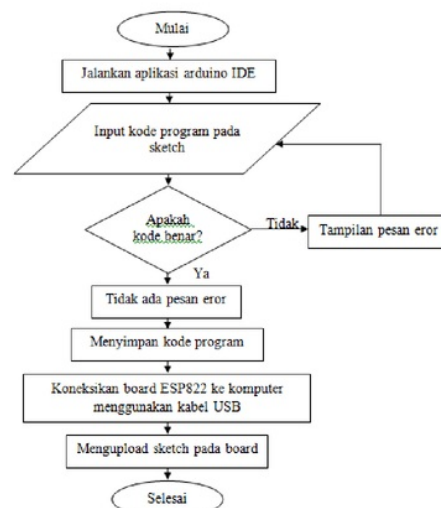 Mulai
Jalankan aplikasi arduino IDE
Input kode program pada
sketch
Apakah
kode benar?
Tidak
Tampilan pesan eror
Ya
Tidak ada pesan eror
Menyimpan kode program
Koneksikan board ESP822 ke komputer
menggunakan kabel USB
Mengupload sketch pada board
Selesai